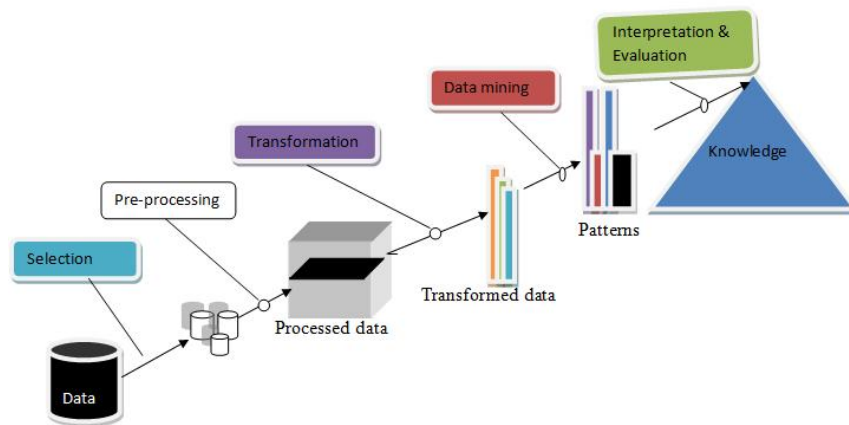 Interpretation &
Evaluation
Data mining
Transformation
Knowledge
Pre-processing
Patterns
Selection
Transformed data
Processed data
Data